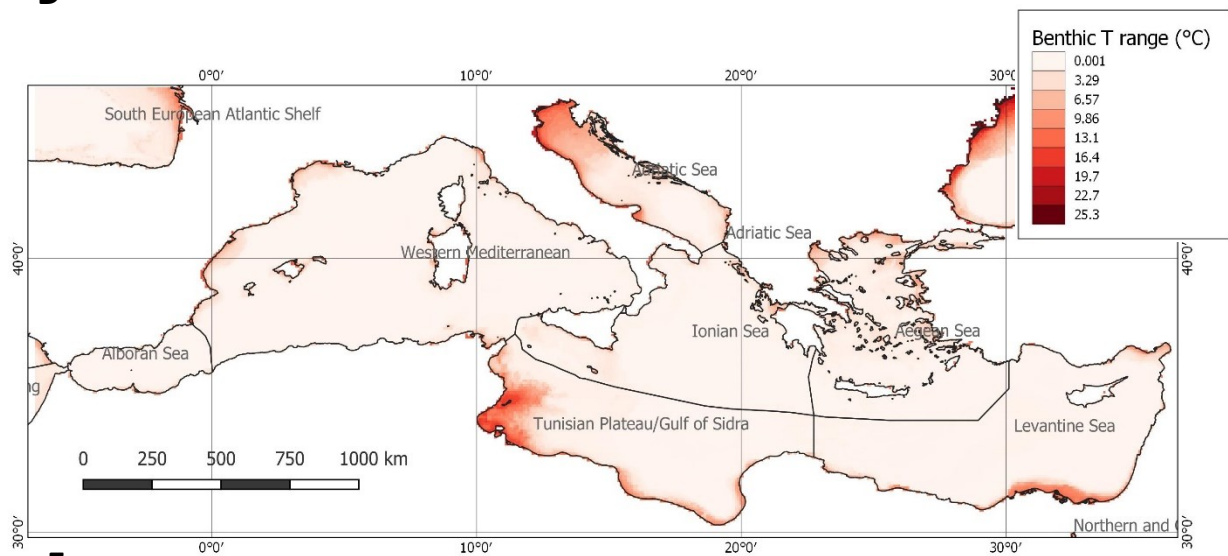 Benthic T range (°C)
0.001
3.29
6.57
9.86
13.1
16.4
19.7
22.7
25.3
0°0′ 10°0′ 20°0′ 30°0′
South European Atlantic Shelf
Adriatic Sea
Adriatic Sea
Western Mediterranean
40°0′ 40°0′
Ionian Sea
Aegean Sea
Alboran Sea
ng
Tunisian Plateau/Gulf of Sidra
Levantine Sea
0 250 500 750 1000 km
Northern and
30°0′ 30°0′
0°0′ 10°0′ 20°0′ 30°0′